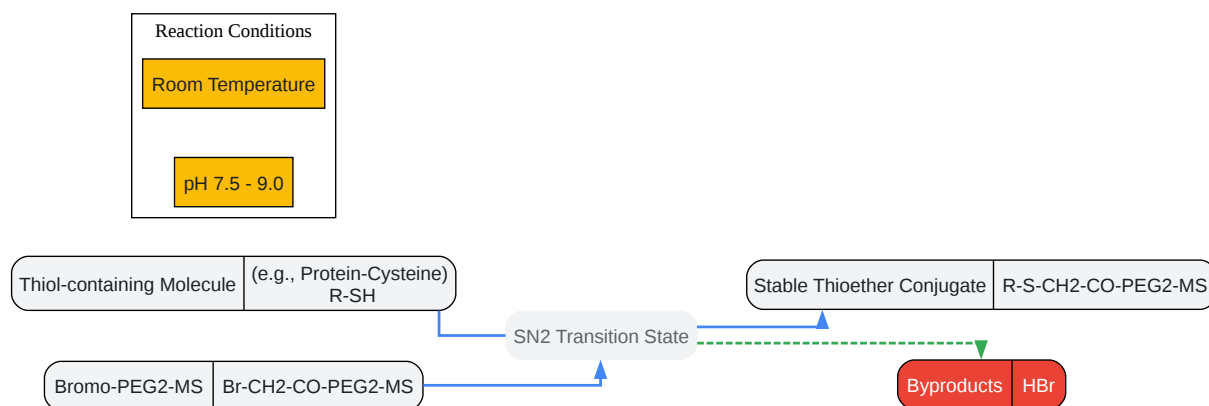 Reaction Conditions
Room Temperature
pH 7.5 - 9.0
Thiol-containing Molecule
(e.g., Protein-Cysteine)
R-SH
Stable Thioether Conjugate
R-S-CH2-CO-PEG2-MS
SN2 Transition State
Bromo-PEG2-MS
Br-CH2-CO-PEG2-MS
Byproducts
HBr